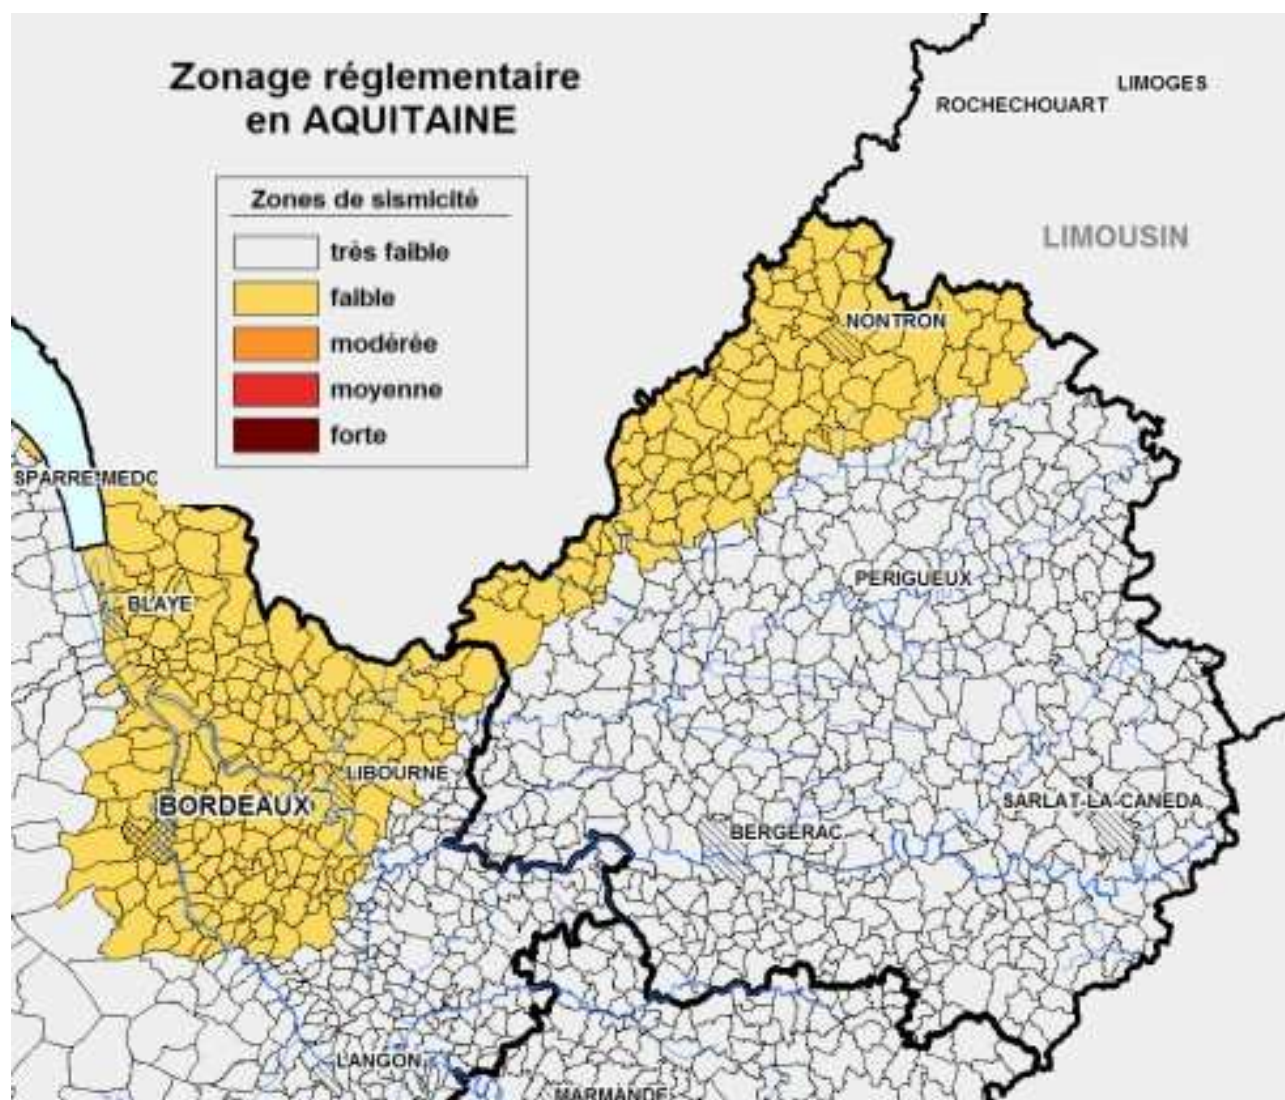 Zonage réglementaire
en AQUITAINE
Zones de sismicité
très faible
faible
modérée
moyenne
forte
LIMOGES
ROCHECHOUART
LIMOUSIN
NONTRON
SPARRE-MEDC
BLAYE
PERIGUEUX
LIBOURNE
BORDEAUX
SARLAT-LA-CANEDA
BERGERAC
LANGON
MARMANDE